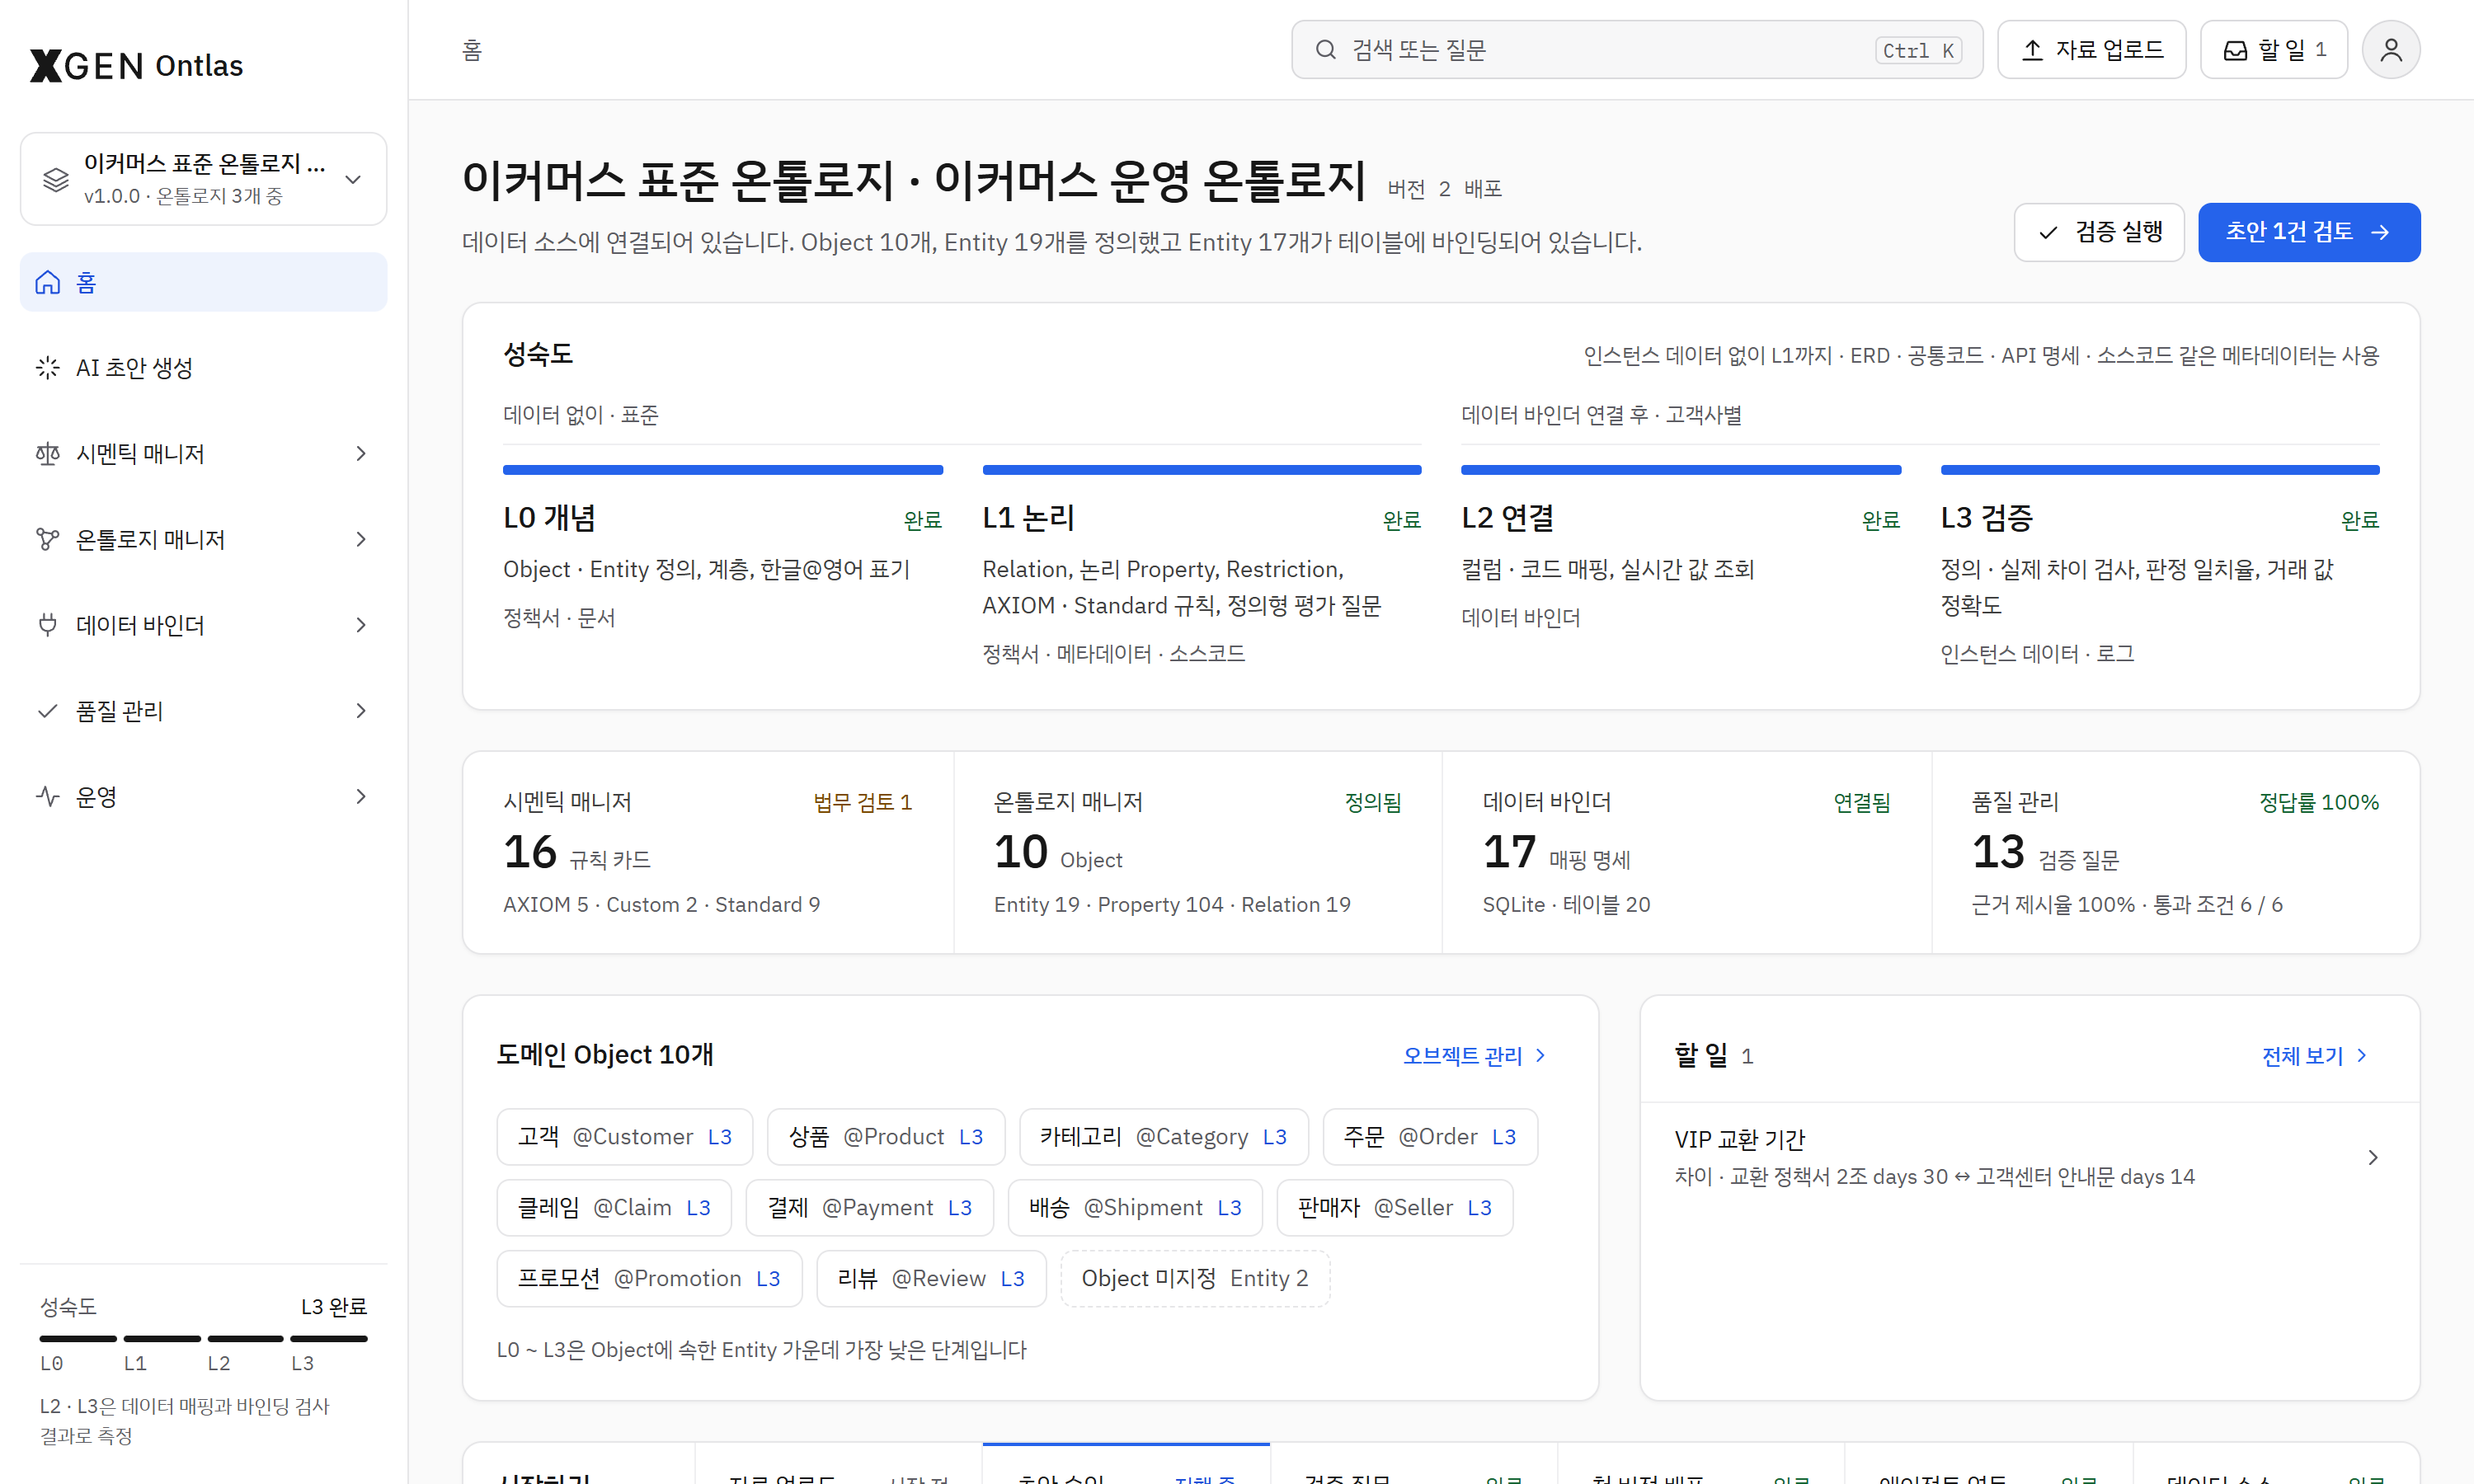 XGEN Ontlas
이커머스 표준 온톨로지 ...
v1.0.0 · 온톨로지 3개 중
홈
AI 초안 생성
시멘틱 매니저
온톨로지 매니저
데이터 바인더
품질 관리
운영
성숙도 L3 완료
L0 L1 L2 L3
L2 · L3은 데이터 매핑과 바인딩 검사
결과로 측정
홈
검색 또는 질문 Ctrl K
자료 업로드
할 일 1
이커머스 표준 온톨로지 · 이커머스 운영 온톨로지 버전 2 배포
데이터 소스에 연결되어 있습니다. Object 10개, Entity 19개를 정의했고 Entity 17개가 테이블에 바인딩되어 있습니다.
검증 실행
초안 1건 검토
성숙도
인스턴스 데이터 없이 L1까지 · ERD · 공통코드 · API 명세 · 소스코드 같은 메타데이터는 사용
데이터 없이 · 표준
데이터 바인더 연결 후 · 고객사별
L0 개념 완료
Object · Entity 정의, 계층, 한글@영어 표기
정책서 · 문서
L1 논리 완료
Relation, 논리 Property, Restriction,
AXIOM · Standard 규칙, 정의형 평가 질문
정책서 · 메타데이터 · 소스코드
L2 연결 완료
컬럼 · 코드 매핑, 실시간 값 조회
데이터 바인더
L3 검증 완료
정의 · 실제 차이 검사, 판정 일치율, 거래 값
정확도
인스턴스 데이터 · 로그
시멘틱 매니저 법무 검토 1
16 규칙 카드
AXIOM 5 · Custom 2 · Standard 9
온톨로지 매니저 정의됨
10 Object
Entity 19 · Property 104 · Relation 19
데이터 바인더 연결됨
17 매핑 명세
SQLite · 테이블 20
품질 관리 정답률 100%
13 검증 질문
근거 제시율 100% · 통과 조건 6 / 6
도메인 Object 10개 오브젝트 관리
고객 @Customer L3 상품 @Product L3 카테고리 @Category L3 주문 @Order L3
클레임 @Claim L3 결제 @Payment L3 배송 @Shipment L3 판매자 @Seller L3
프로모션 @Promotion L3 리뷰 @Review L3 Object 미지정 Entity 2
L0 ~ L3은 Object에 속한 Entity 가운데 가장 낮은 단계입니다
할 일 1 전체 보기
VIP 교환 기간
차이 · 교환 정책서 2조 days 30 ↔ 고객센터 안내문 days 14